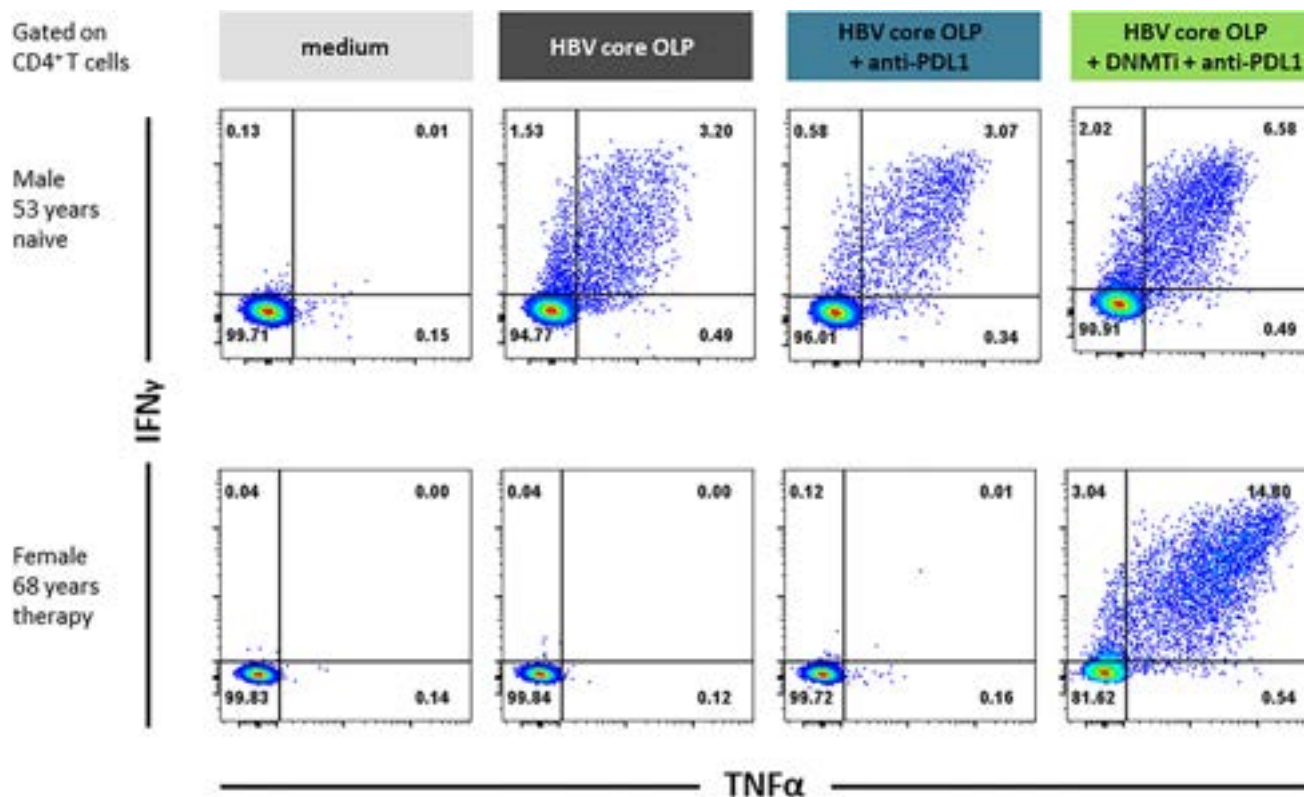 Gated on
CD4⁺ T cells
medium
HBV core OLP
HBV core OLP
+ anti-PDL1
HBV core OLP
+ DNMTi + anti-PDL1
Male
53 years
naive
0.13 0.01
99.71 0.15
1.53 3.20
94.77 0.49
0.58 3.07
96.01 0.34
2.02 6.58
90.91 0.49
IFNγ
Female
68 years
therapy
0.04 0.00
99.83 0.14
0.04 0.00
99.84 0.12
0.12 0.01
99.72 0.16
3.04 14.80
81.62 0.54
TNFα